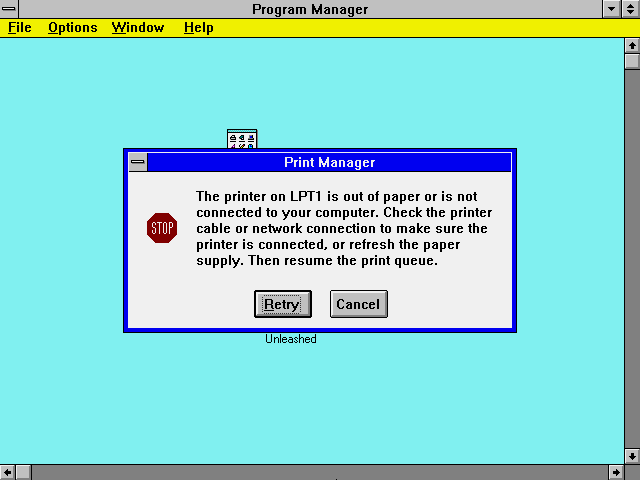 Program Manager
File Options Window Help
Print Manager
The printer on LPT1 is out of paper or is not
connected to your computer. Check the printer
cable or network connection to make sure the
printer is connected, or refresh the paper
supply. Then resume the print queue.
STOP
Retry Cancel
Unleashed